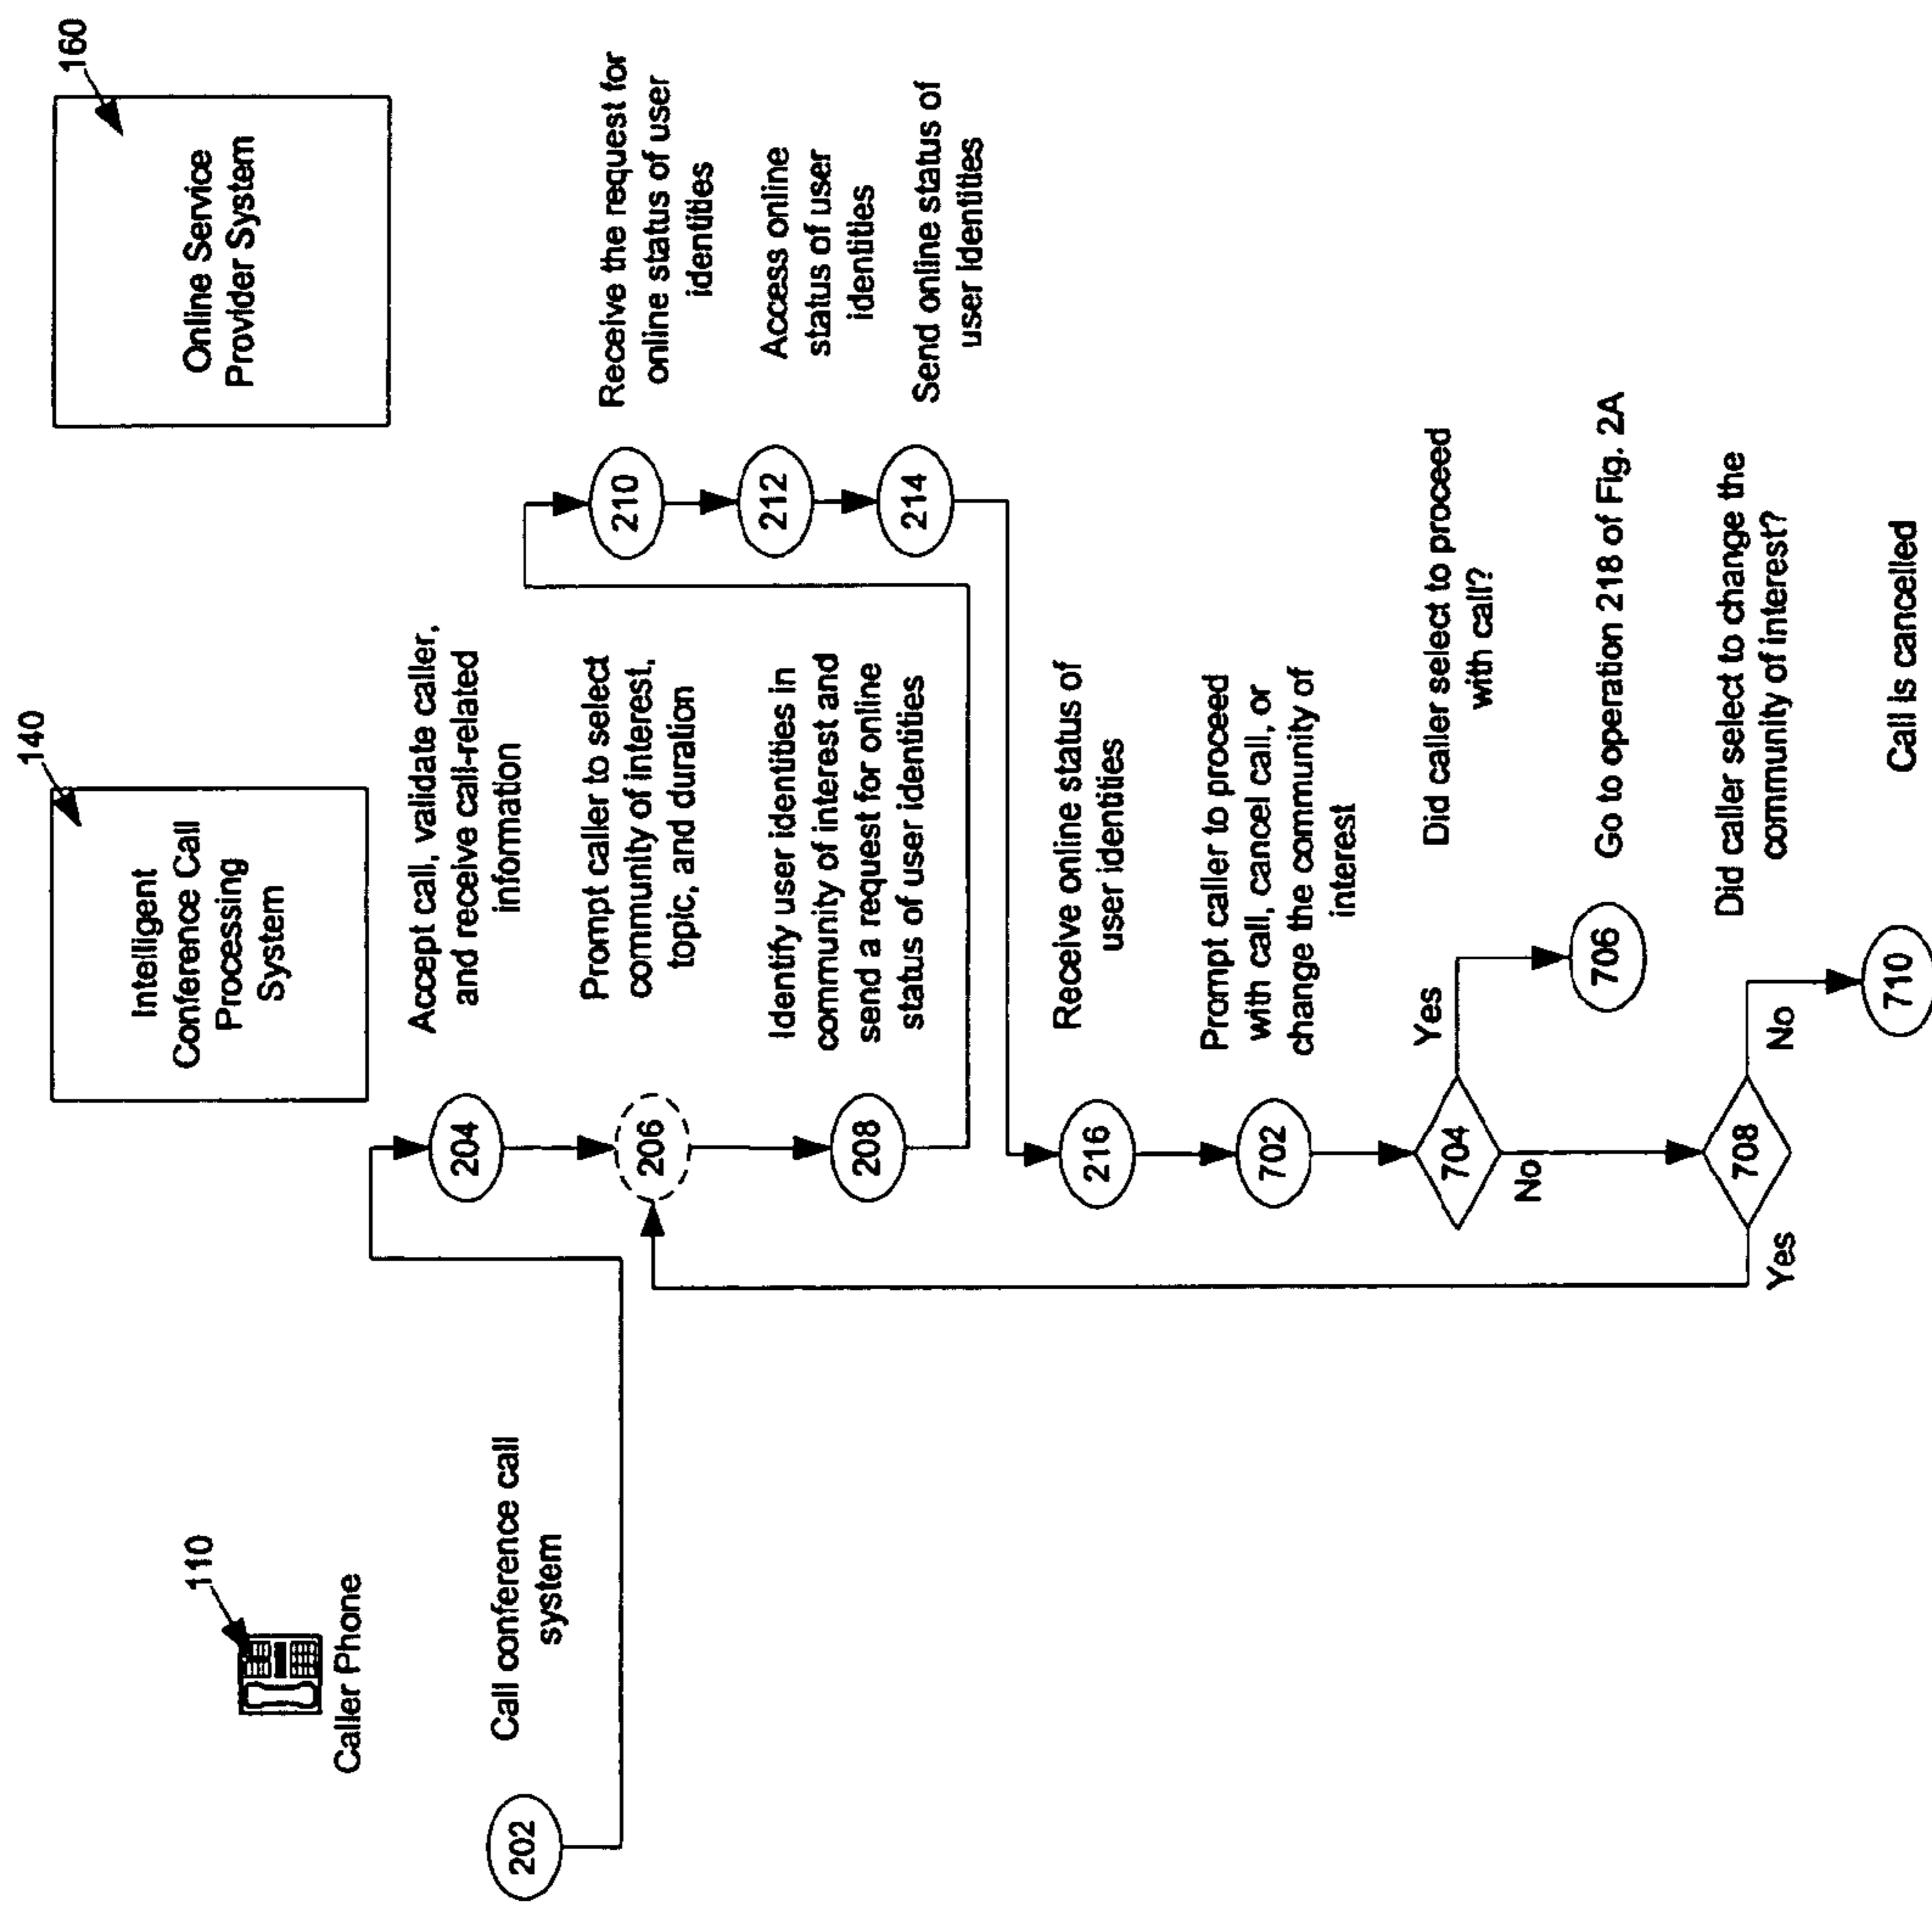 110
Caller Phone
202
Call conference call
system
140
Intelligent
Conference Call
Processing
System
204
Accept call, validate caller,
and receive call-related
information
206
Prompt caller to select
community of interest,
topic, and duration
208
Identify user identities in
community of interest and
send a request for online
status of user identities
160
Online Service
Provider System
210
Receive the request for
online status of user
identities
212
Access online
status of user
identities
214
Send online status of
user identities
216
Receive online status of
user identities
702
Prompt caller to proceed
with call, cancel call, or
change the community of
interest
704
Yes
No
Did caller select to proceed
with call?
706
Go to operation 218 of Fig. 2A
708
Yes
No
Did caller select to change the
community of interest?
710
Call is cancelled